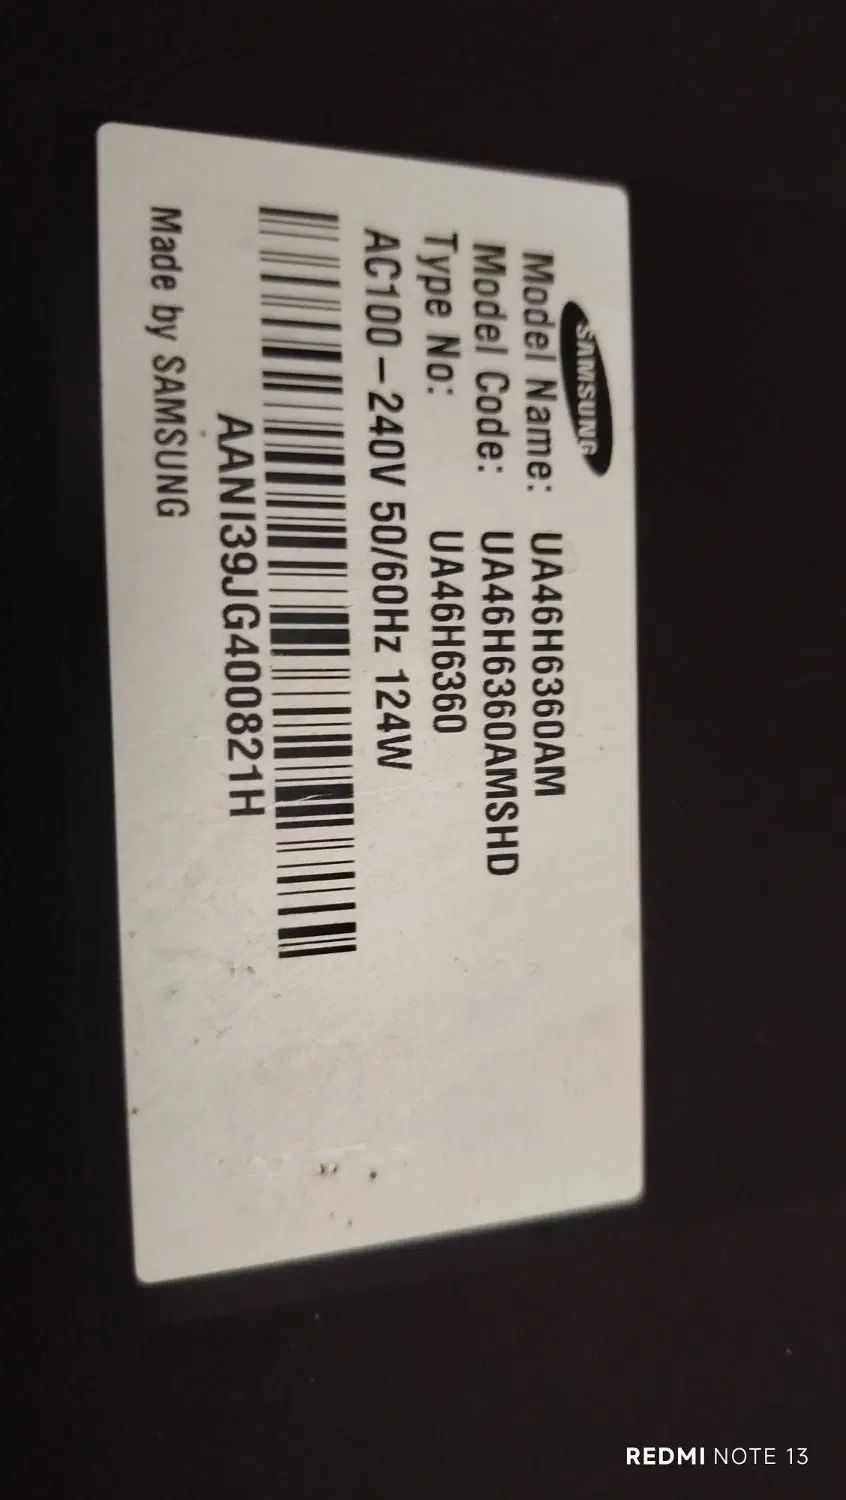 SAMSUNG
Model Name: UA46H6360AM
Model Code: UA46H6360AMSHD
Type No: UA46H6360
AC100-240V 50/60Hz 124W
AANI39JG400821H
Made by SAMSUNG
REDMI NOTE 13